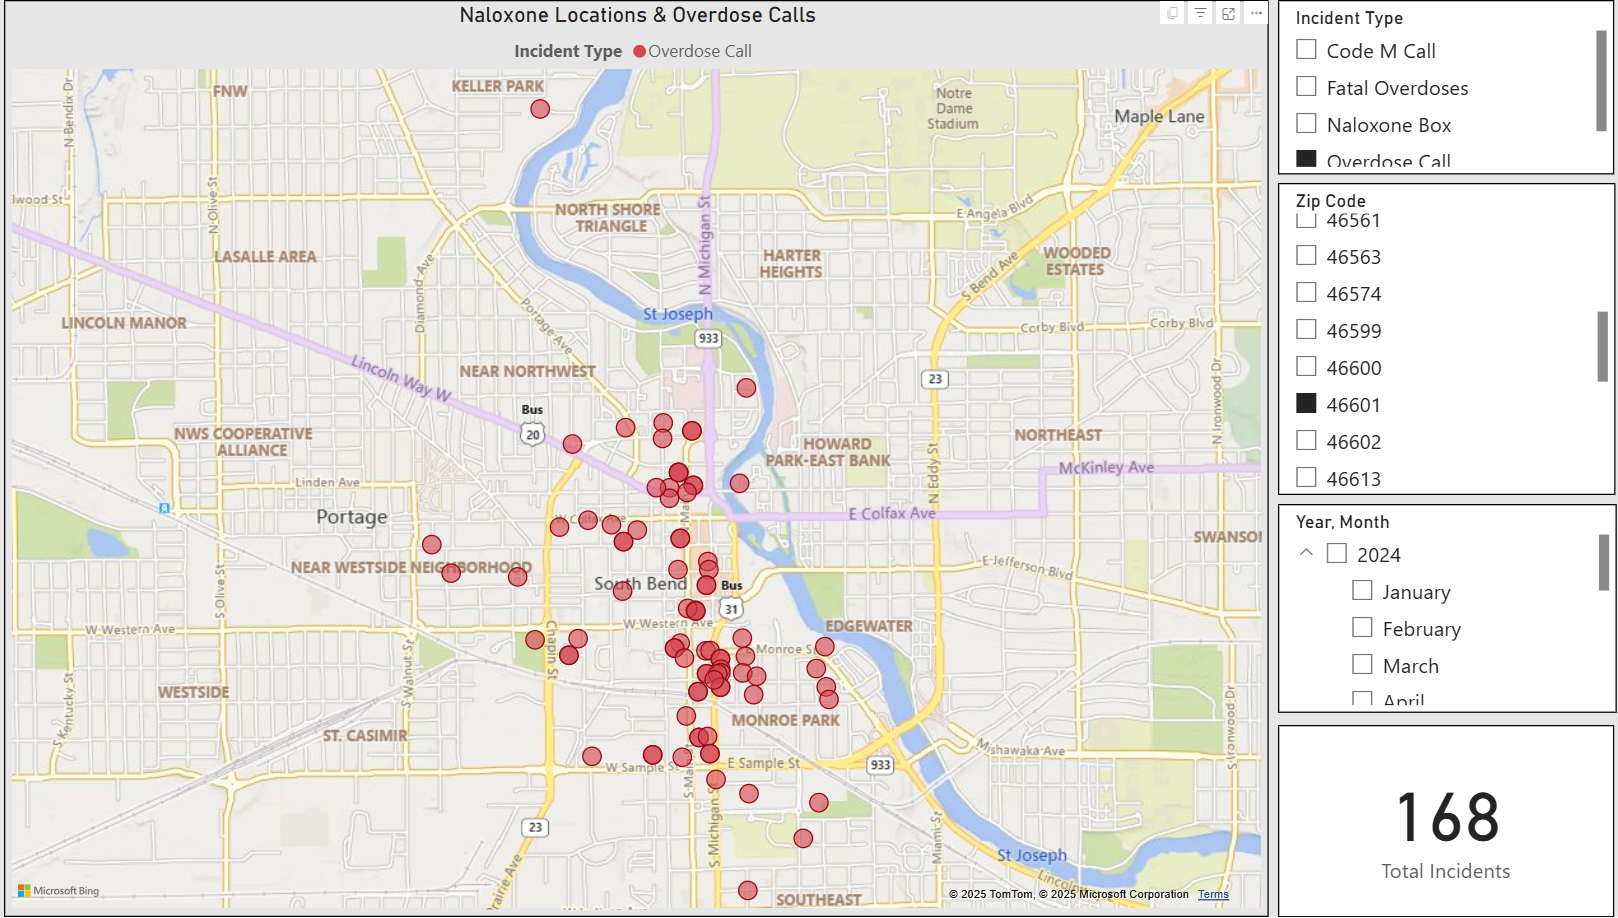 Naloxone Locations & Overdose Calls
Incident Type Overdose Call
FNW
KELLER PARK
N Bendix Dr
Notre
Dame
Stadium
Maple Lane
lwood St
N Olive St
NORTH SHORE
TRIANGLE
N Michigan St
E Angela Blvd
LASALLE AREA
HARTER
HEIGHTS
WOODED
ESTATES
Diamond Ave
S Bend Ave
Portage Ave
St Joseph
LINCOLN MANOR
Corby Blvd
Corby Blvd
933
Lincoln Way W
NEAR NORTHWEST
23
N Ironwood Dr
Bus
20
NWS COOPERATIVE
ALLIANCE
HOWARD
PARK-EAST BANK
NORTHEAST
N Eddy St
McKinley Ave
Linden Ave
Portage
E Colfax Ave
SWANSON
NEAR WESTSIDE NEIGHBORHOOD
E Jefferson Blvd
South Bend
Bus
31
S Olive St
W Western Ave
W Western Ave
EDGEWATER
Chapin St
Monroe S
S Walnut St
WESTSIDE
S Kentucky St
MONROE PARK
ST. CASIMIR
Mishawaka Ave
S Ironwood Dr
W Sample St
E Sample St
933
S Michigan St
23
Miami St
St Joseph
Prairie Ave
SOUTHEAST
Microsoft Bing
© 2025 TomTom, © 2025 Microsoft Corporation Terms
Incident Type
Code M Call
Fatal Overdoses
Naloxone Box
Overdose Call
Zip Code
46561
46563
46574
46599
46600
46601
46602
46613
Year, Month
2024
January
February
March
April
168
Total Incidents